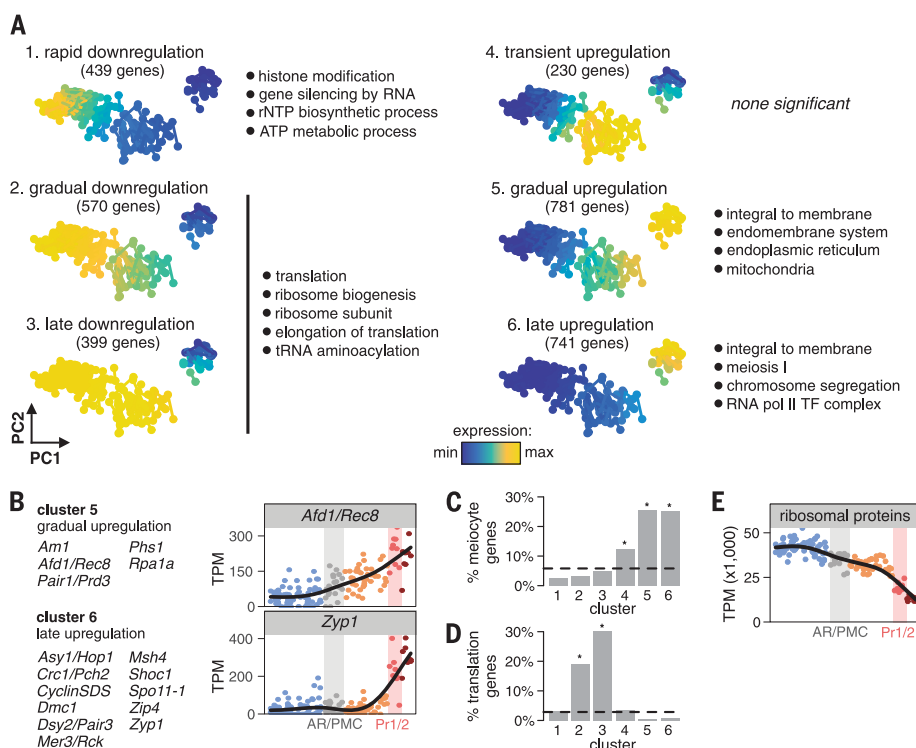 A
1. rapid downregulation
(439 genes)
● histone modification
● gene silencing by RNA
● rNTP biosynthetic process
● ATP metabolic process
2. gradual downregulation
(570 genes)
3. late downregulation
(399 genes)
● translation
● ribosome biogenesis
● ribosome subunit
● elongation of translation
● tRNA aminoacylation
PC2
PC1
4. transient upregulation
(230 genes)
none significant
5. gradual upregulation
(781 genes)
● integral to membrane
● endomembrane system
● endoplasmic reticulum
● mitochondria
6. late upregulation
(741 genes)
● integral to membrane
● meiosis I
● chromosome segregation
● RNA pol II TF complex
expression:
min max
B
cluster 5
gradual upregulation
Am1 Phs1
Afd1/Rec8 Rpa1a
Pair1/Prd3
cluster 6
late upregulation
Asy1/Hop1 Msh4
Crc1/Pch2 Shoc1
CyclinSDS Spo11-1
Dmc1 Zip4
Dsy2/Pair3 Zyp1
Mer3/Rck
Afd1/Rec8
TPM
300
150
0
Zyp1
TPM
400
200
0
AR/PMC Pr1/2
C
% meiocyte
genes
30%
20%
10%
0%
* * *
1 2 3 4 5 6
cluster
D
% translation
genes
30%
20%
10%
0%
* *
1 2 3 4 5 6
cluster
E
ribosomal proteins
TPM (x1,000)
50
25
0
AR/PMC Pr1/2